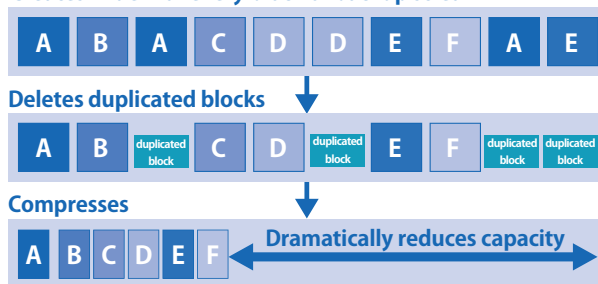 A B A C D D E F A E
Deletes duplicated blocks
A B duplicated block C D duplicated block E F duplicated block duplicated block
Compresses
A B C D E F Dramatically reduces capacity